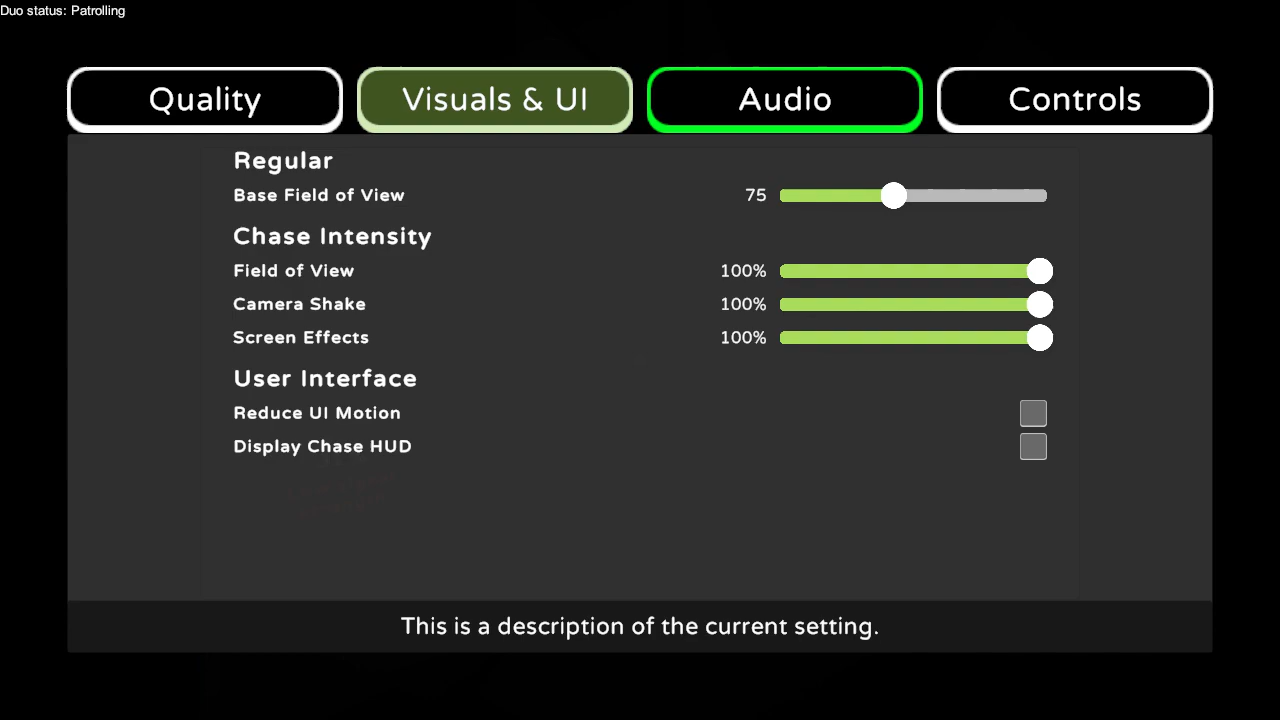 Duo status: Patrolling
Quality
Visuals & UI
Audio
Controls
Regular
Base Field of View 75
Chase Intensity
Field of View 100%
Camera Shake 100%
Screen Effects 100%
User Interface
Reduce UI Motion
Display Chase HUD
This is a description of the current setting.